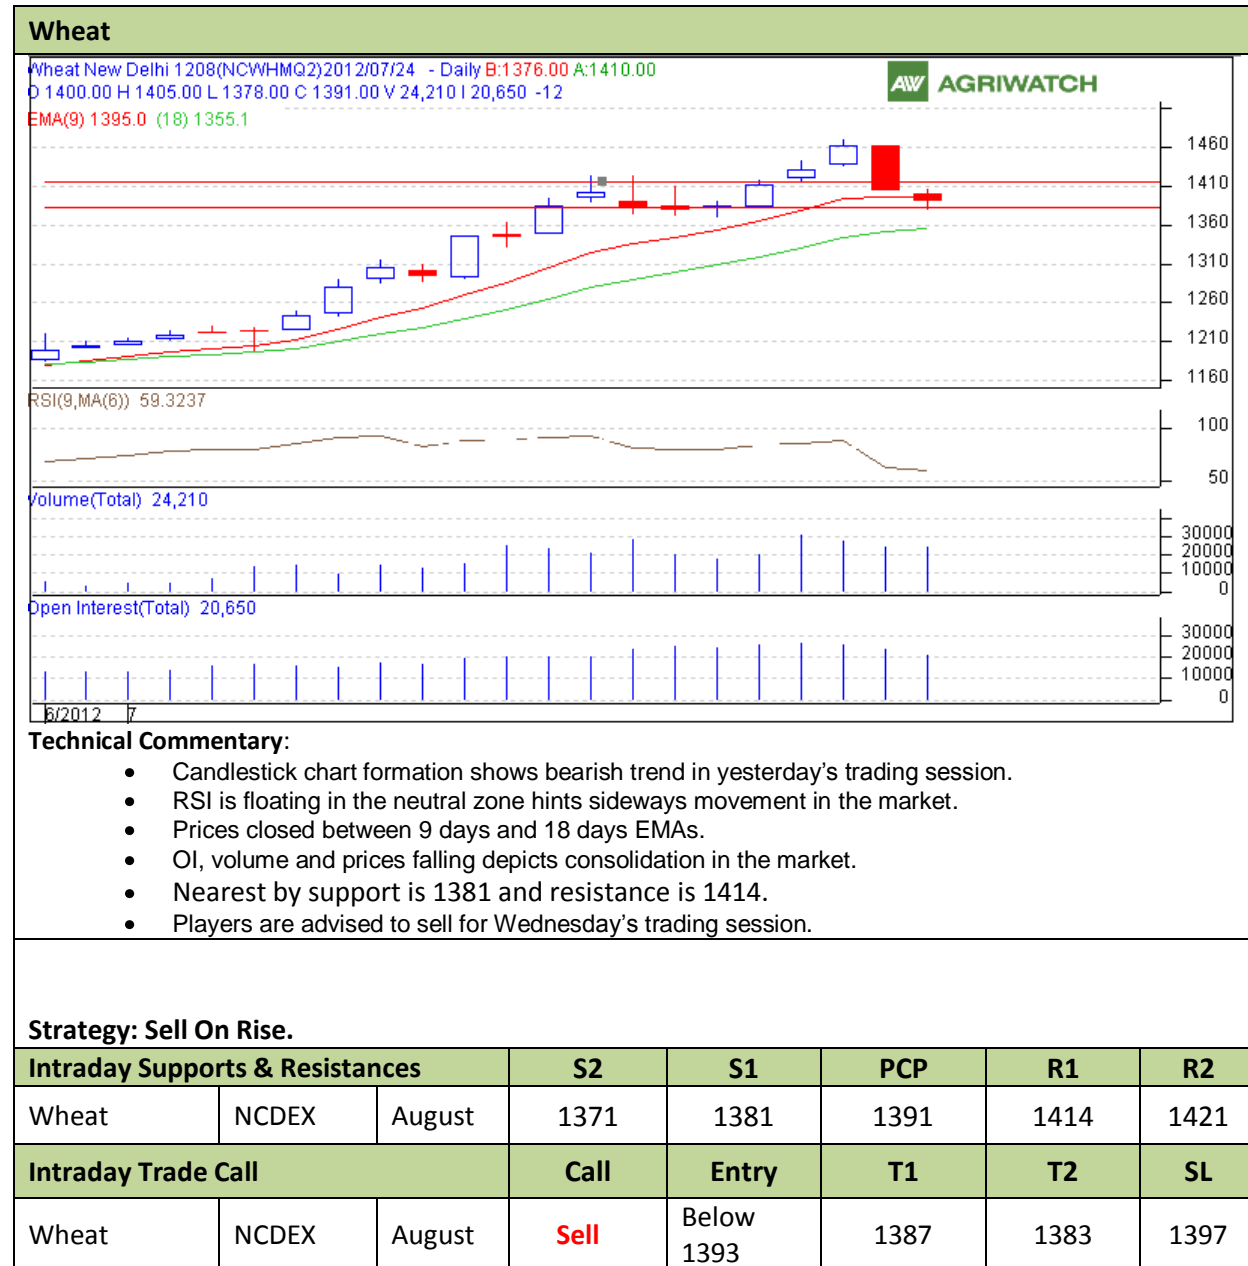 Wheat
Wheat New Delhi 1208(NCWHMQ2)2012/07/24 - Daily B:1376.00 A:1410.00
O 1400.00 H 1405.00 L 1378.00 C 1391.00 V 24,210 I 20,650 -12
AW AGRIWATCH
EMA(9) 1395.0 (18) 1355.1
1460
1410
1360
1310
1260
1210
1160
RSI(9,MA(6)) 59.3237
100
50
Volume(Total) 24,210
30000
20000
10000
0
Open Interest(Total) 20,650
30000
20000
10000
0
6/2012 7
Technical Commentary:
• Candlestick chart formation shows bearish trend in yesterday's trading session.
• RSI is floating in the neutral zone hints sideways movement in the market.
• Prices closed between 9 days and 18 days EMAs.
• OI, volume and prices falling depicts consolidation in the market.
• Nearest by support is 1381 and resistance is 1414.
• Players are advised to sell for Wednesday's trading session.
Strategy: Sell On Rise.
Intraday Supports & Resistances S2 S1 PCP R1 R2
Wheat NCDEX August 1371 1381 1391 1414 1421
Intraday Trade Call Call Entry T1 T2 SL
Wheat NCDEX August Sell Below 1393 1387 1383 1397